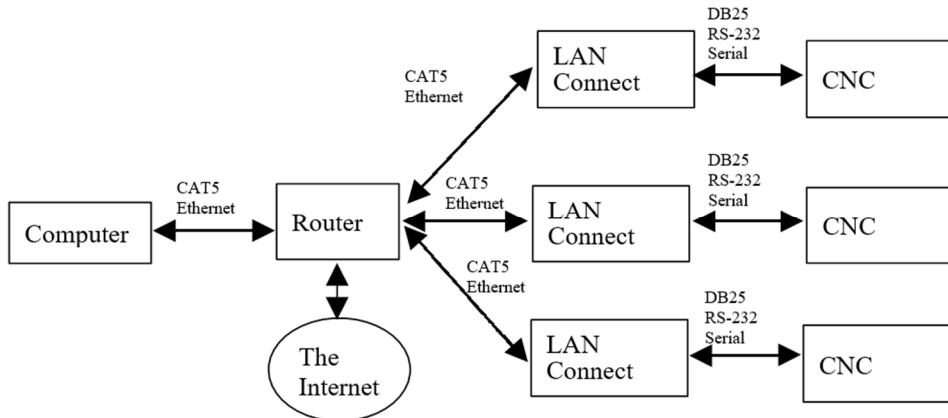 DB25
RS-232
Serial
LAN
Connect
CNC
CAT5
Ethernet
DB25
RS-232
Serial
CAT5
Ethernet
LAN
Connect
CNC
CAT5
Ethernet
Computer
Router
CAT5
Ethernet
DB25
RS-232
Serial
LAN
Connect
CNC
The
Internet